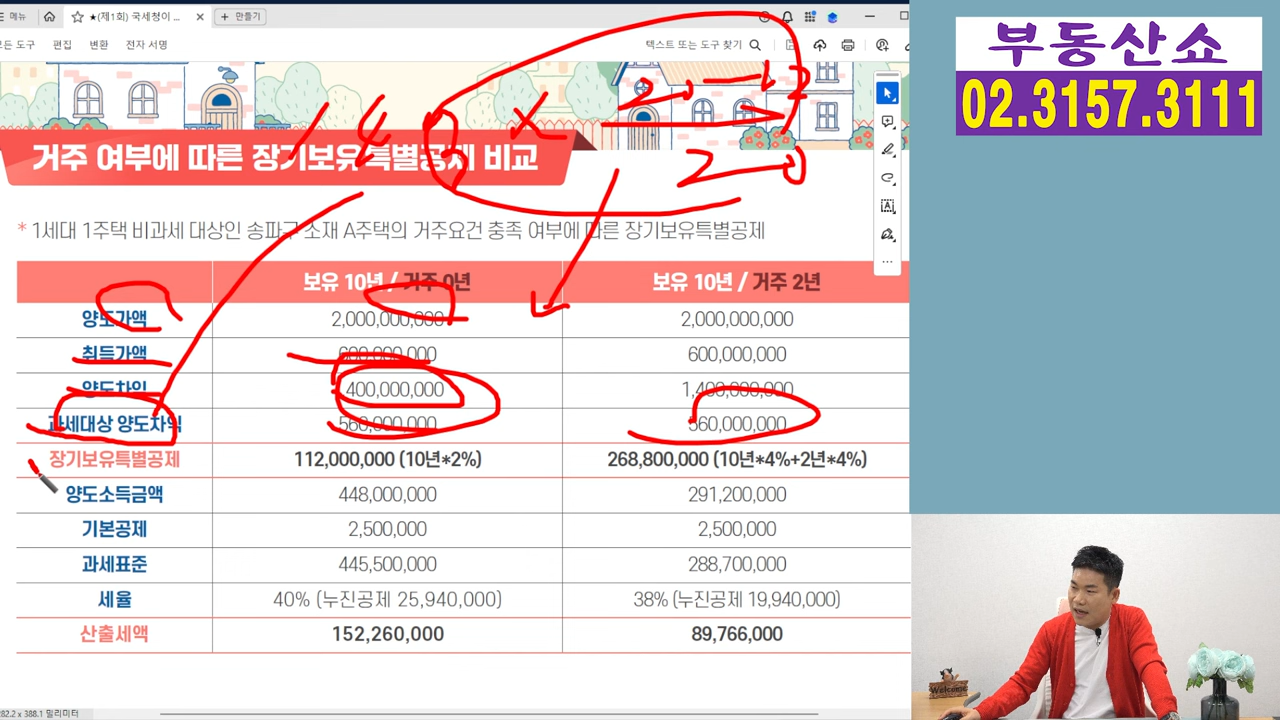 메뉴
★(제1회) 국세청이 ...
+ 만들기
모든 도구
편집
변환
전자 서명
텍스트 또는 도구 찾기
부동산쇼
02.3157.3111
14억 × 20-12
20
거주 여부에 따른 장기보유 특별공제 비교
* 1세대 1주택 비과세 대상인 송파구 소재 A주택의 거주요건 충족 여부에 따른 장기보유특별공제
보유 10년 / 거주 0년
보유 10년 / 거주 2년
양도가액
2,000,000,000
2,000,000,000
취득가액
600,000,000
600,000,000
양도차익
400,000,000
1,400,000,000
과세대상 양도차익
560,000,000
560,000,000
장기보유특별공제
112,000,000 (10년*2%)
268,800,000 (10년*4%+2년*4%)
양도소득금액
448,000,000
291,200,000
기본공제
2,500,000
2,500,000
과세표준
445,500,000
288,700,000
세율
40% (누진공제 25,940,000)
38% (누진공제 19,940,000)
산출세액
152,260,000
89,766,000
282.2 x 388.1 밀리미터
Welcome